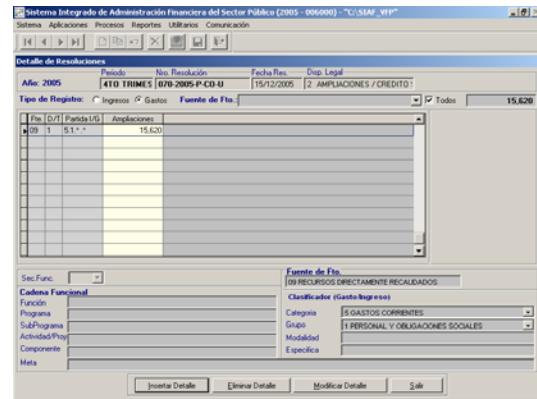 Sistema Integrado de Administración Financiera del Sector Público (2005 - 006000) - "C:\SIAF_VFP"
Sistema Aplicaciones Procesos Reportes Utilitarios Comunicación
Detalle de Resoluciones
Periodo Nro. Resolución Fecha Res. Disp. Legal
Año: 2005 4TO TRIMES 070-2005-P-CO-U 15/12/2005 2 AMPLIACIONES / CREDITO
Tipo de Registro: Ingresos Gastos Fuente de Fto.: Todos 15,620
Fte. D/T Partida I/G Ampliaciones
09 1 5.1.*.* 15,620
Sec.Func.
Fuente de Fto.
09 RECURSOS DIRECTAMENTE RECAUDADOS
Cadena Funcional
Clasificador (Gasto/Ingreso)
Función
Programa Categoria 5 GASTOS CORRIENTES
SubPrograma Grupo 1 PERSONAL Y OBLIGACIONES SOCIALES
Actividad/Proy Modalidad
Componente Especifica
Meta
Insertar Detalle Eliminar Detalle Modificar Detalle Salir